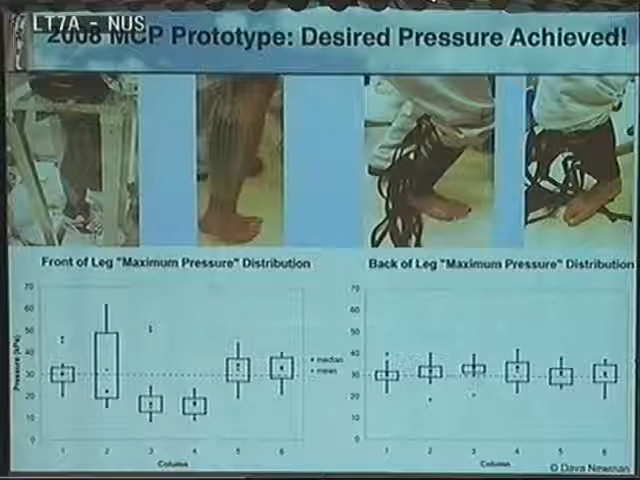 LT7A - NUS
2008 MCP Prototype: Desired Pressure Achieved!
Front of Leg "Maximum Pressure" Distribution
Back of Leg "Maximum Pressure" Distribution
Pressure [kPa]
70
60
50
40
30
20
10
0
1 2 3 4 5 6
Column
median
mean
70
60
50
40
30
20
10
0
1 2 3 4 5 6
Column
© Dava Newman